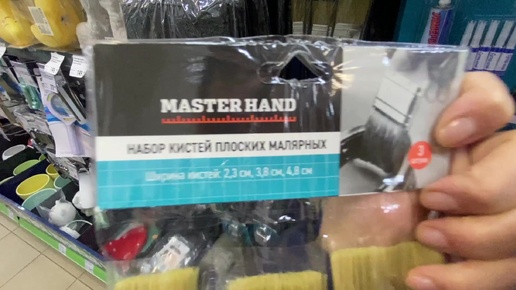 MASTER HAND
НАБОР КИСТЕЙ ПЛОСКИХ МАЛЯРНЫХ
Ширина кистей: 2,3 см, 3,8 см, 4,8 см
3